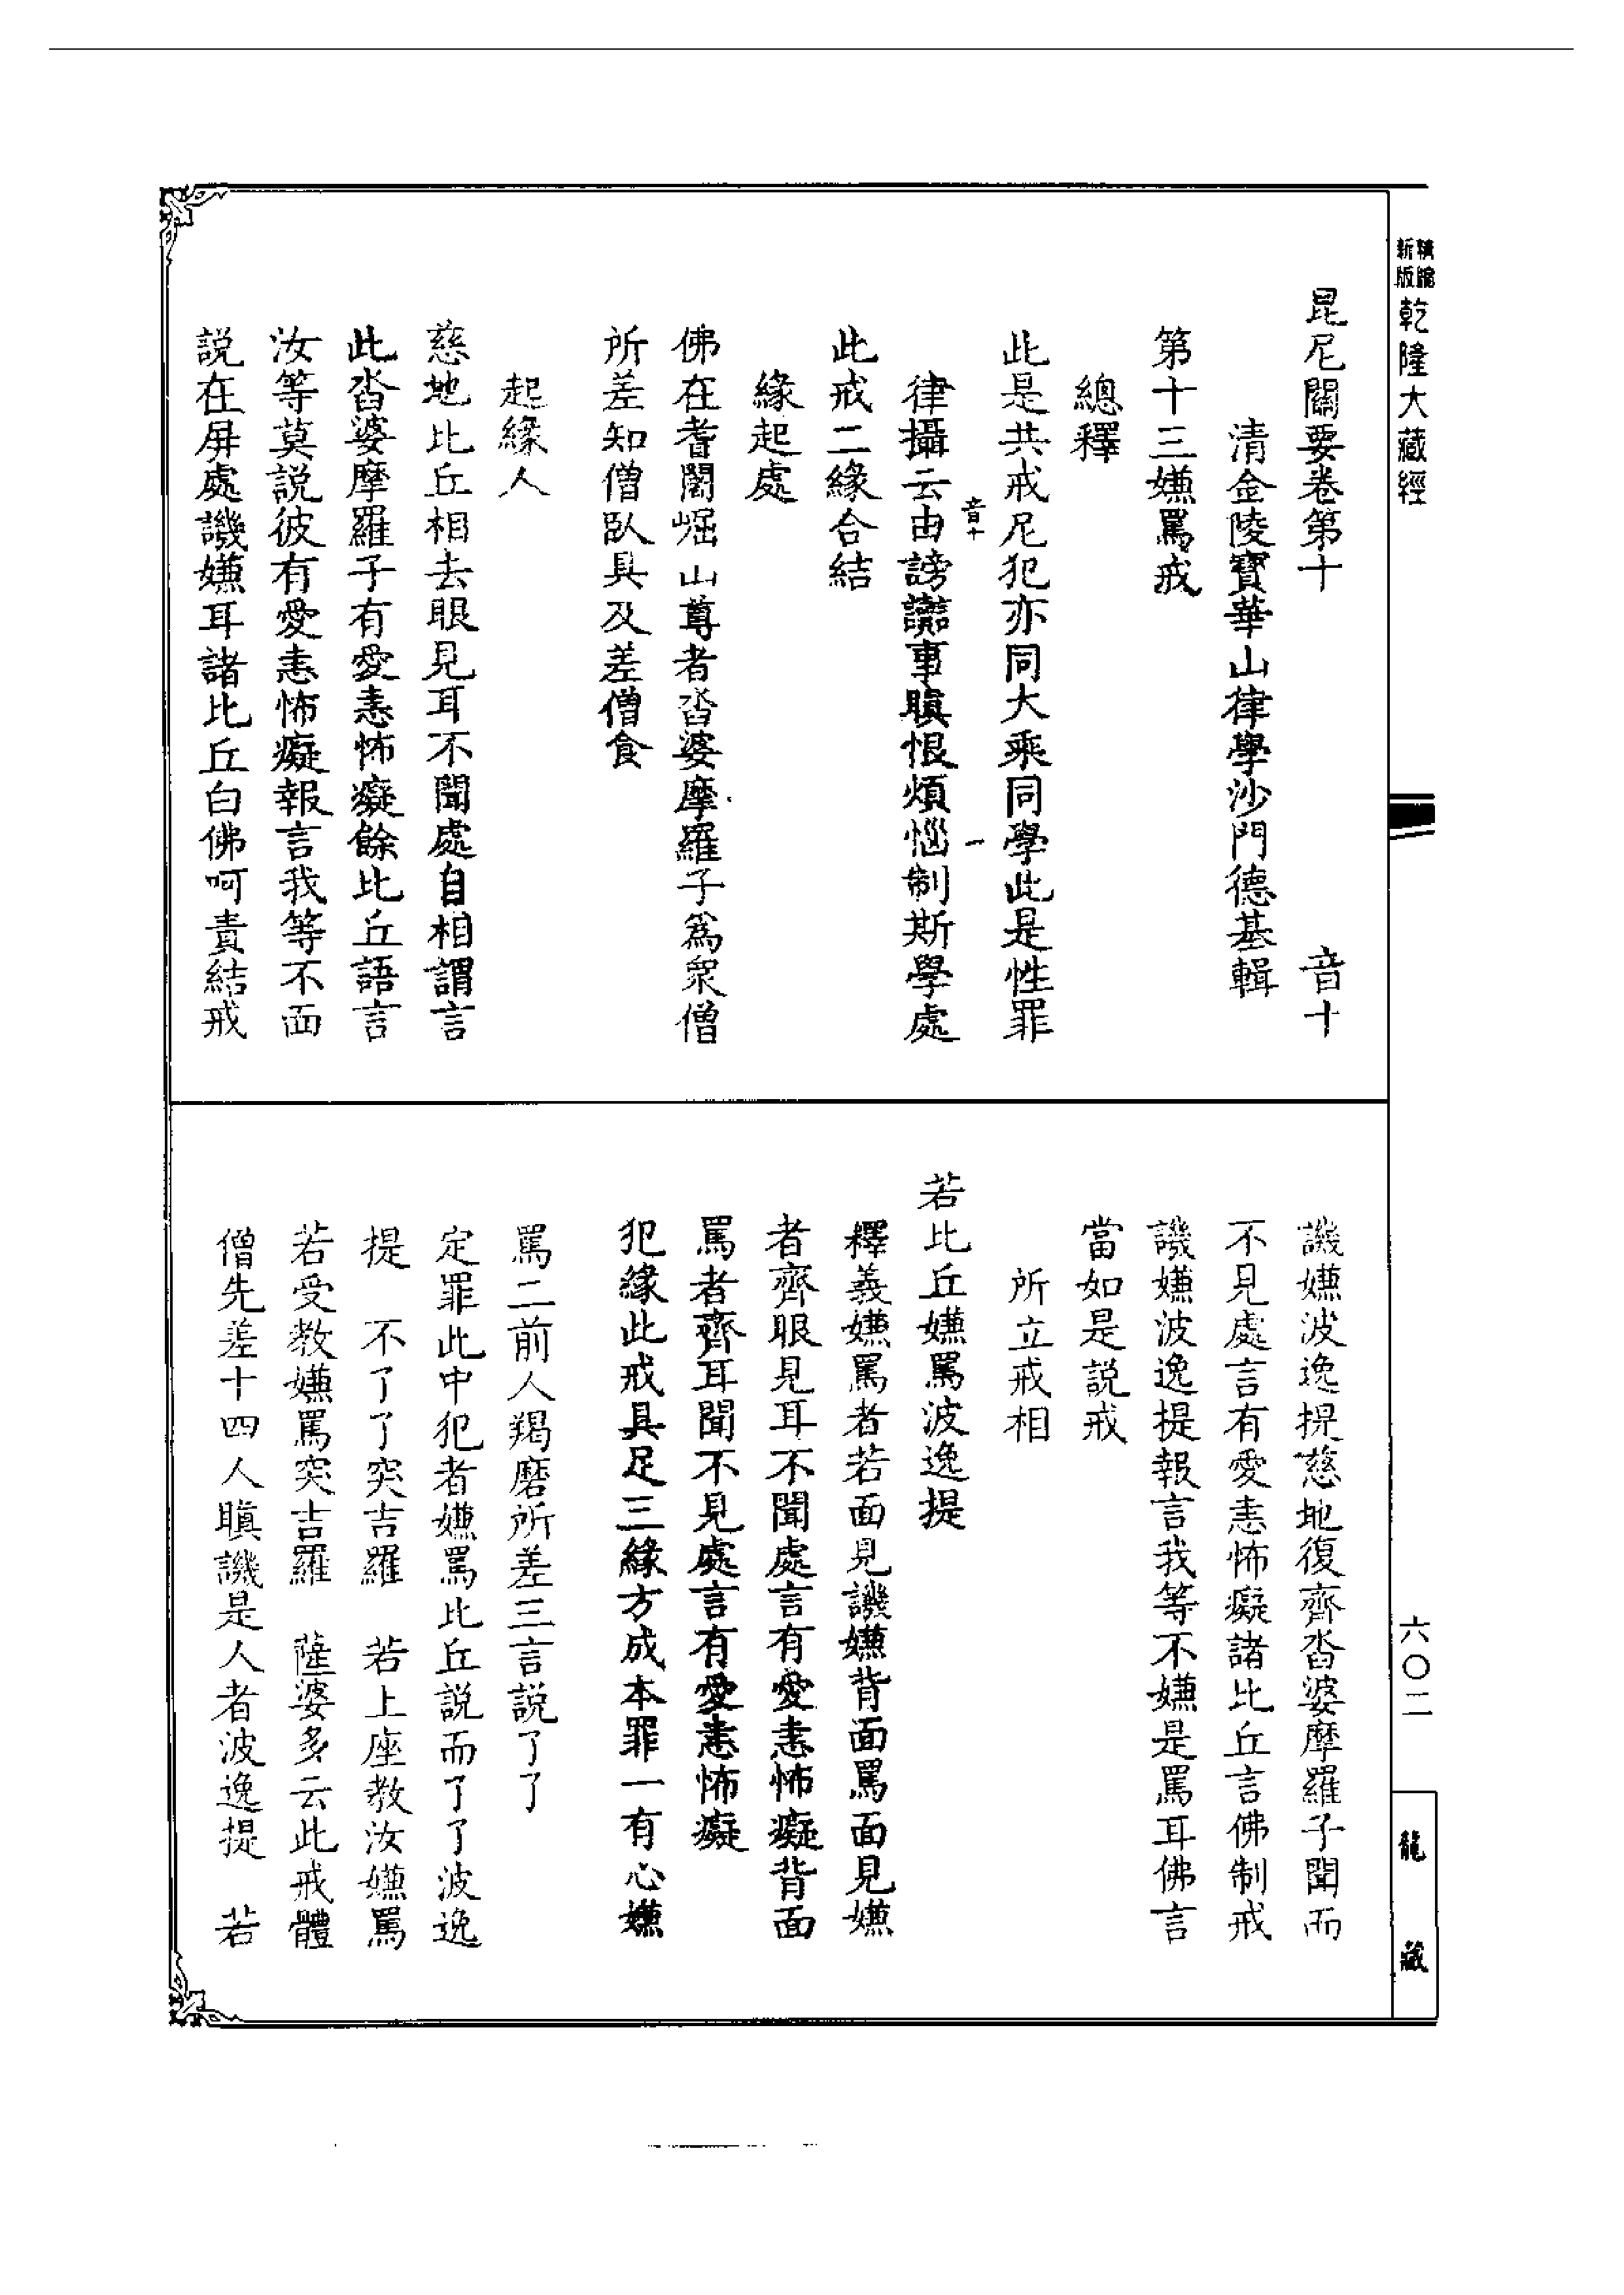 新版精縮乾隆大藏經
昆尼關要卷第十 音十
清金陵寶華山律學沙門德基輯
第十三嫌罵戒
總釋
此是共戒尼犯亦同大乘同學此是性罪
音十 一
律攝云由謗讟事瞋恨煩惱制斯學處
此戒二緣合結
緣起處
佛在耆闍崛山尊者沓婆摩羅子為眾僧
所差知僧臥具及差僧食
起緣人
慈地比丘相去眼見耳不聞處自相謂言
此沓婆摩羅子有愛恚怖癡餘比丘語言
汝等莫說彼有愛恚怖癡報言我等不面
說在屏處譏嫌耳諸比丘白佛呵責結戒
譏嫌波逸提慈地復齊沓婆摩羅子聞而
不見處言有愛恚怖癡諸比丘言佛制戒
譏嫌波逸提報言我等不嫌是罵耳佛言
當如是說戒
所立戒相
若比丘嫌罵波逸提
釋義嫌罵者若面見譏嫌背面罵面見嫌
者齊眼見耳不聞處言有愛恚怖癡背面
罵者齊耳聞不見處言有愛恚怖癡
犯緣此戒具足三緣方成本罪一有心嫌
罵二前人羯磨所差三言說了了
定罪此中犯者嫌罵比丘說而了了波逸
提 不了了突吉羅 若上座教汝嫌罵
若受教嫌罵突吉羅 薩婆多云此戒體
僧先差十四人瞋譏是人者波逸提 若
六〇二
龍藏